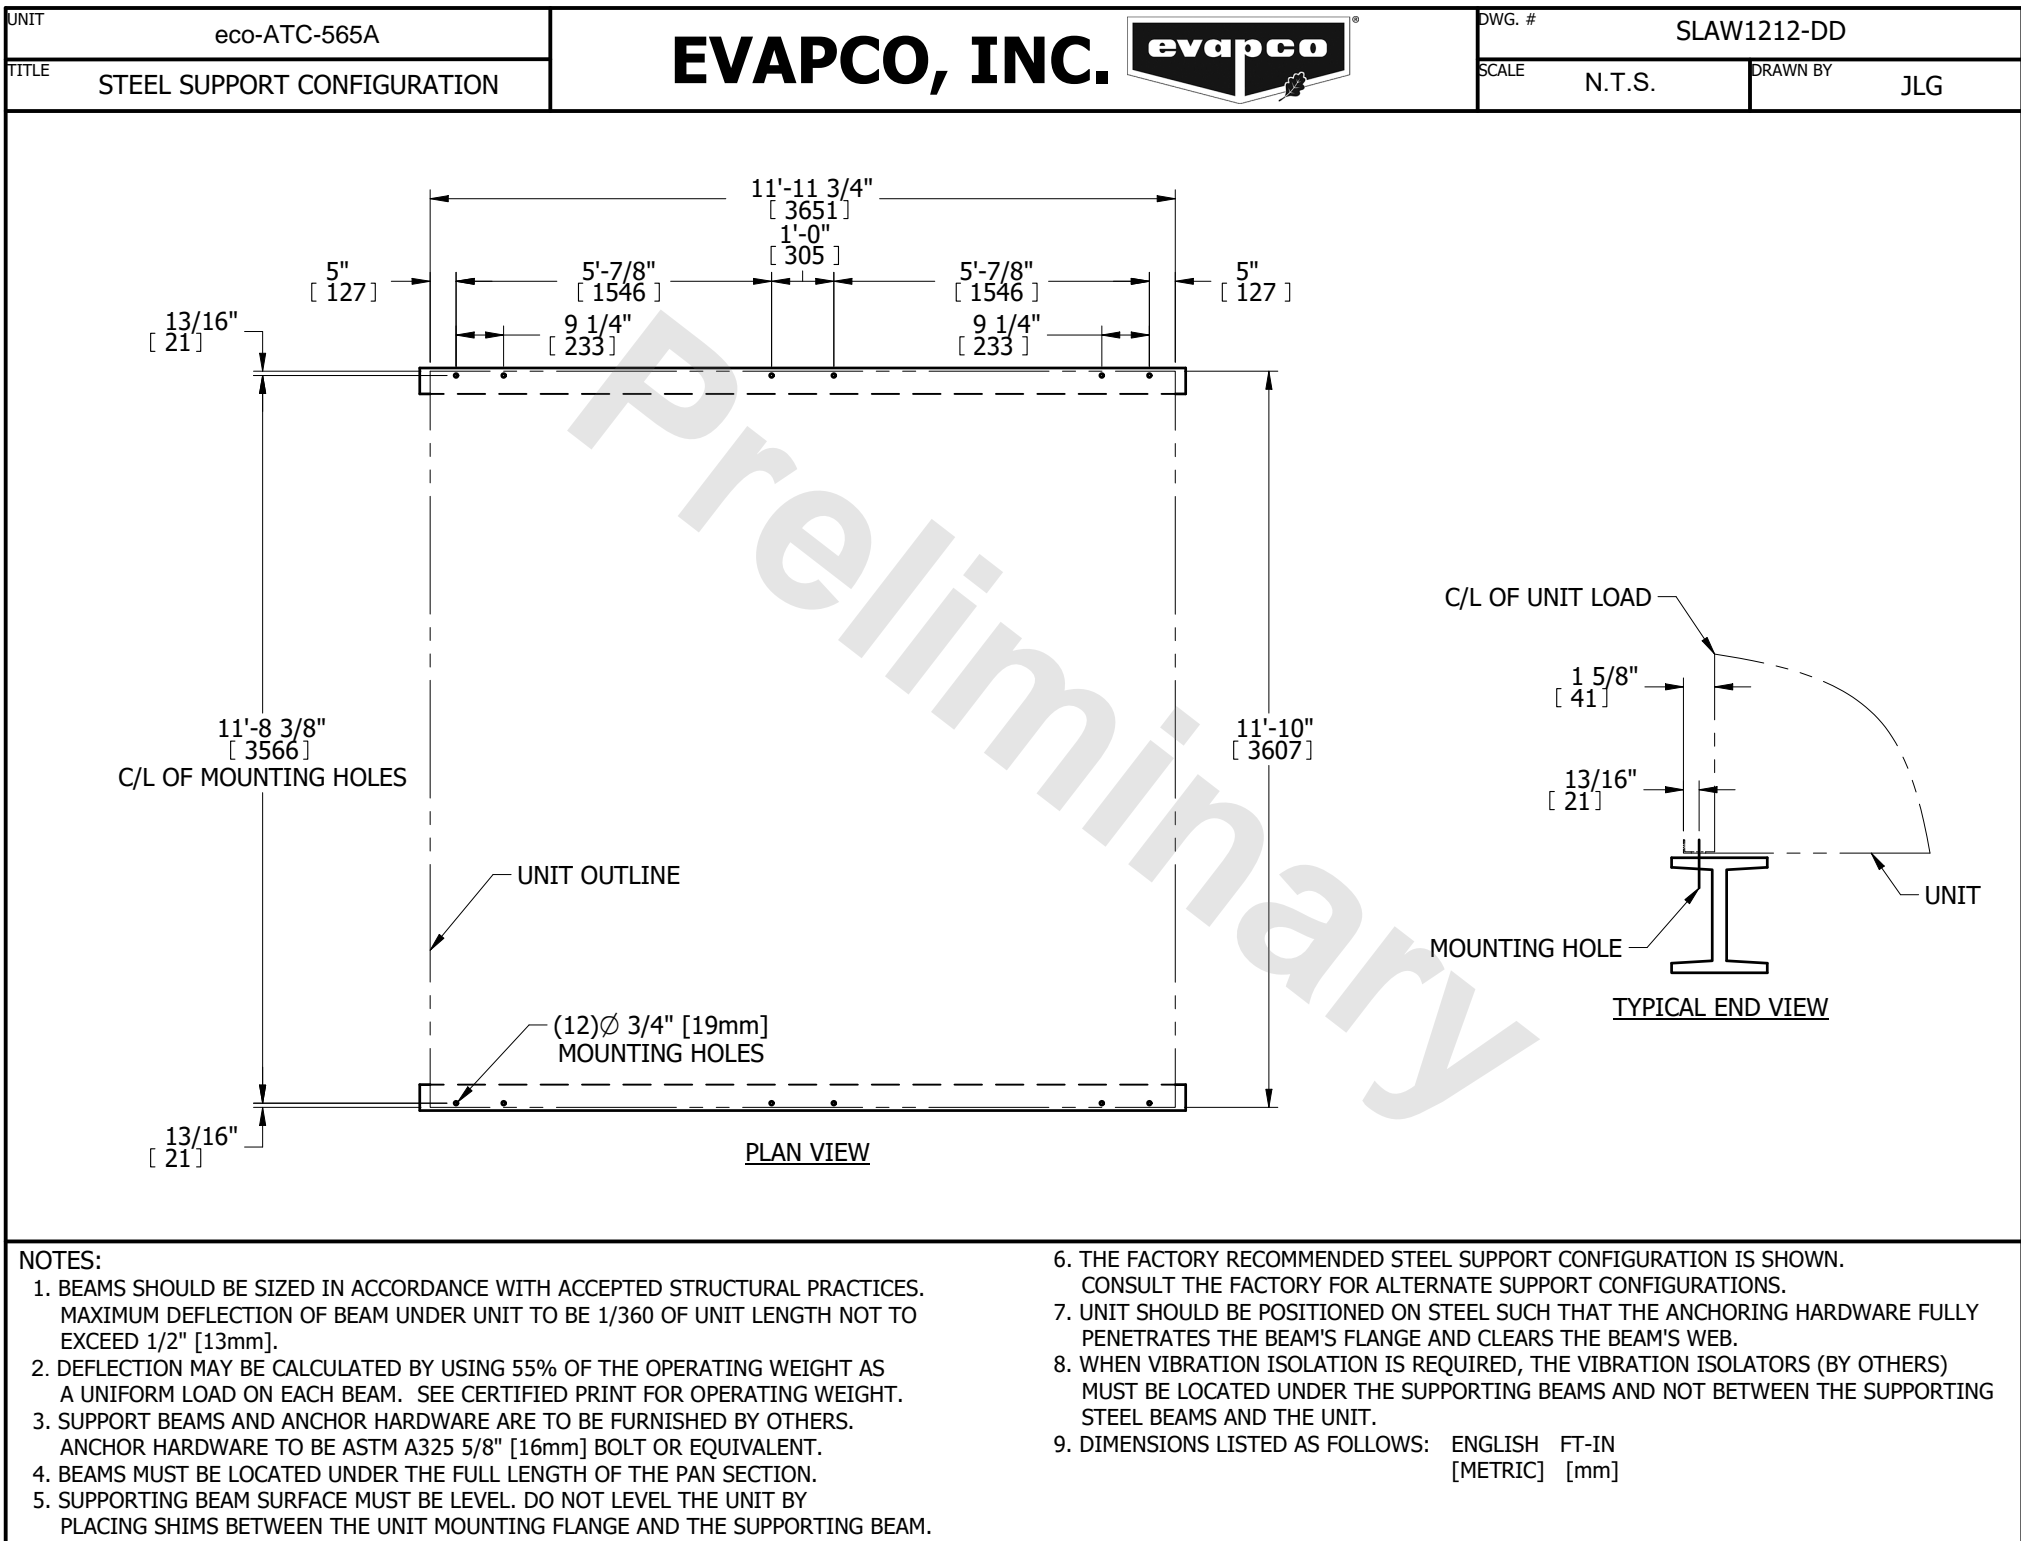 UNIT
eco-ATC-565A
TITLE
STEEL SUPPORT CONFIGURATION
EVAPCO, INC.
evapco
®
DWG. #
SLAW1212-DD
SCALE
N.T.S.
DRAWN BY
JLG
11'-11 3/4"
[ 3651]
1'-0"
[ 305 ]
5"
[ 127]
5'-7/8"
[ 1546 ]
5'-7/8"
[ 1546 ]
5"
[ 127 ]
9 1/4"
[ 233]
9 1/4"
[ 233 ]
13/16"
[ 21]
11'-8 3/8"
[ 3566]
C/L OF MOUNTING HOLES
11'-10"
[ 3607]
UNIT OUTLINE
(12)∅ 3/4" [19mm]
MOUNTING HOLES
13/16"
[ 21]
PLAN VIEW
Preliminary
C/L OF UNIT LOAD
1 5/8"
[ 41]
13/16"
[ 21]
UNIT
MOUNTING HOLE
TYPICAL END VIEW
NOTES:
1. BEAMS SHOULD BE SIZED IN ACCORDANCE WITH ACCEPTED STRUCTURAL PRACTICES.
MAXIMUM DEFLECTION OF BEAM UNDER UNIT TO BE 1/360 OF UNIT LENGTH NOT TO
EXCEED 1/2" [13mm].
2. DEFLECTION MAY BE CALCULATED BY USING 55% OF THE OPERATING WEIGHT AS
A UNIFORM LOAD ON EACH BEAM. SEE CERTIFIED PRINT FOR OPERATING WEIGHT.
3. SUPPORT BEAMS AND ANCHOR HARDWARE ARE TO BE FURNISHED BY OTHERS.
ANCHOR HARDWARE TO BE ASTM A325 5/8" [16mm] BOLT OR EQUIVALENT.
4. BEAMS MUST BE LOCATED UNDER THE FULL LENGTH OF THE PAN SECTION.
5. SUPPORTING BEAM SURFACE MUST BE LEVEL. DO NOT LEVEL THE UNIT BY
PLACING SHIMS BETWEEN THE UNIT MOUNTING FLANGE AND THE SUPPORTING BEAM.
6. THE FACTORY RECOMMENDED STEEL SUPPORT CONFIGURATION IS SHOWN.
CONSULT THE FACTORY FOR ALTERNATE SUPPORT CONFIGURATIONS.
7. UNIT SHOULD BE POSITIONED ON STEEL SUCH THAT THE ANCHORING HARDWARE FULLY
PENETRATES THE BEAM'S FLANGE AND CLEARS THE BEAM'S WEB.
8. WHEN VIBRATION ISOLATION IS REQUIRED, THE VIBRATION ISOLATORS (BY OTHERS)
MUST BE LOCATED UNDER THE SUPPORTING BEAMS AND NOT BETWEEN THE SUPPORTING
STEEL BEAMS AND THE UNIT.
9. DIMENSIONS LISTED AS FOLLOWS: ENGLISH FT-IN
[METRIC] [mm]